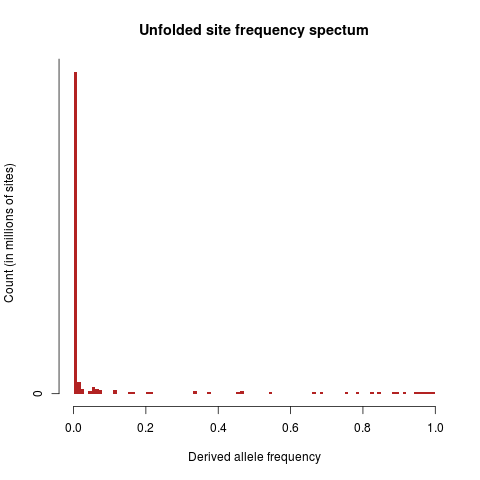 Unfolded site frequency spectum
Count (in millions of sites)
0
0.0 0.2 0.4 0.6 0.8 1.0
Derived allele frequency